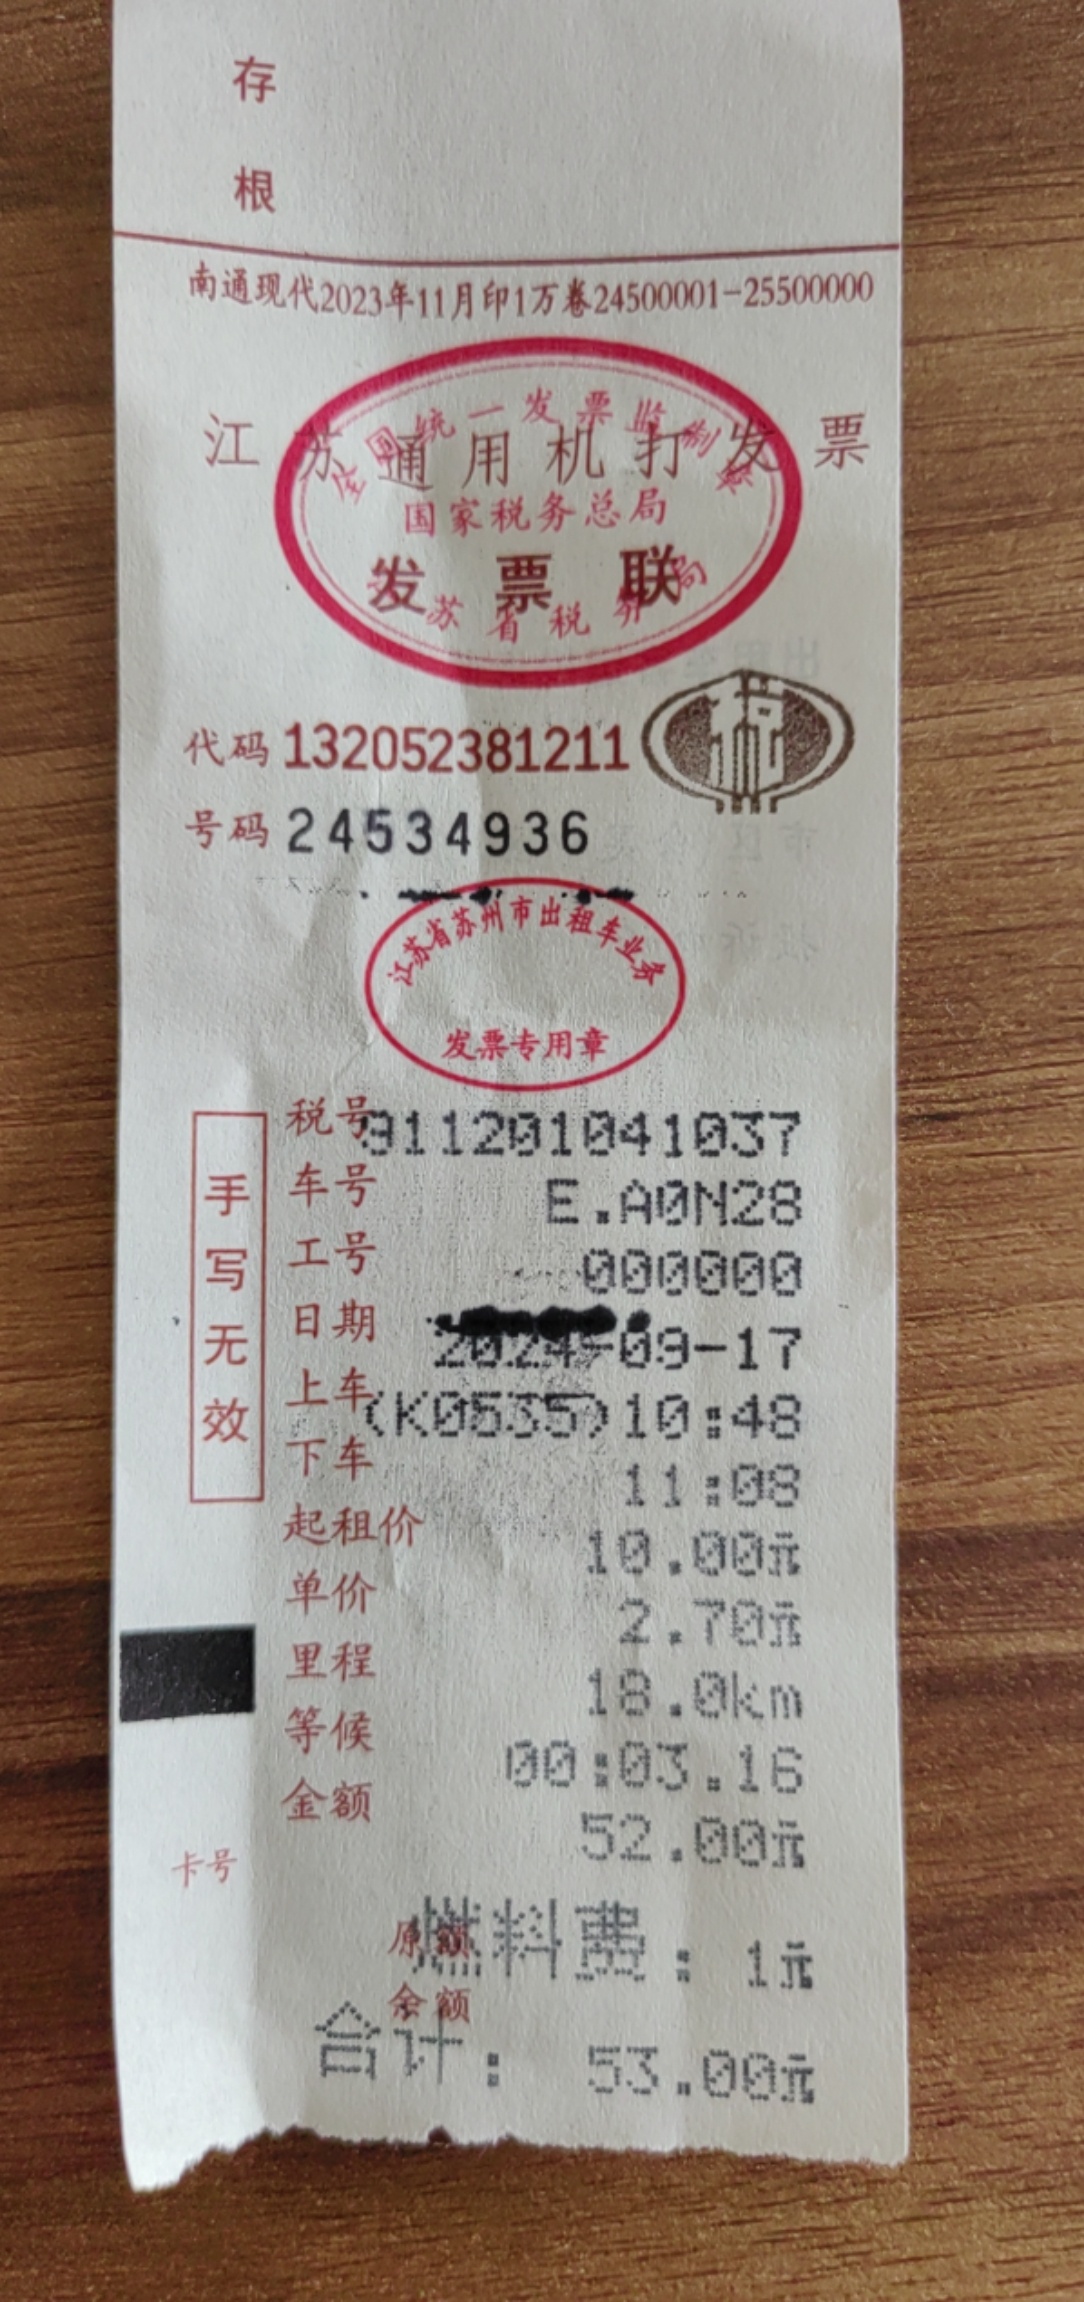 存
根
南通现代2023年11月印1万卷24500001-25500000
江苏通用机打发票
全国统一发票监制章
国家税务总局
发票联
江苏省税务局
代码 132052381211
税
号码 24534936
江苏省苏州市出租车业务
发票专用章
手写无效
税号 911201041037
车号 E.A0N28
工号 000000
日期 2024-09-17
上车 (K0535)10:48
下车 11:08
起租价 10.00元
单价 2.70元
里程 18.0km
等候 00:03.16
金额 52.00元
卡号
原额
燃料费: 1元
余额
合计: 53.00元